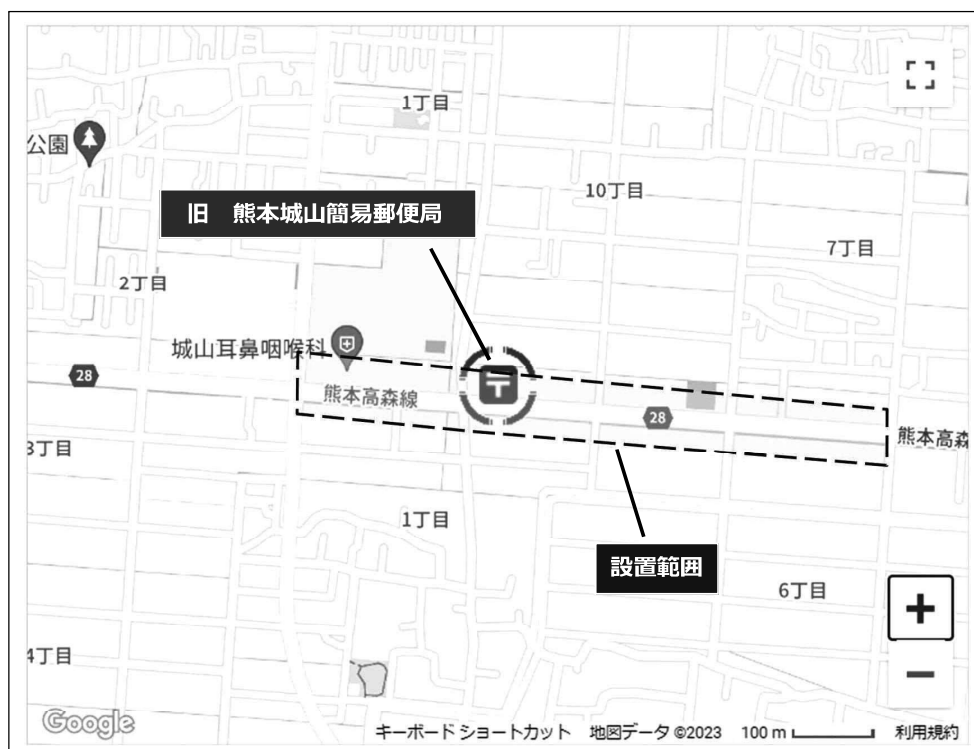 1丁目
公園
10丁目
旧 熊本城山簡易郵便局
7丁目
2丁目
城山耳鼻咽喉科
28
熊本高森線
28
熊本高森
3丁目
1丁目
設置範囲
6丁目
4丁目
Google
キーボード ショートカット 地図データ ©2023 100 m 利用規約